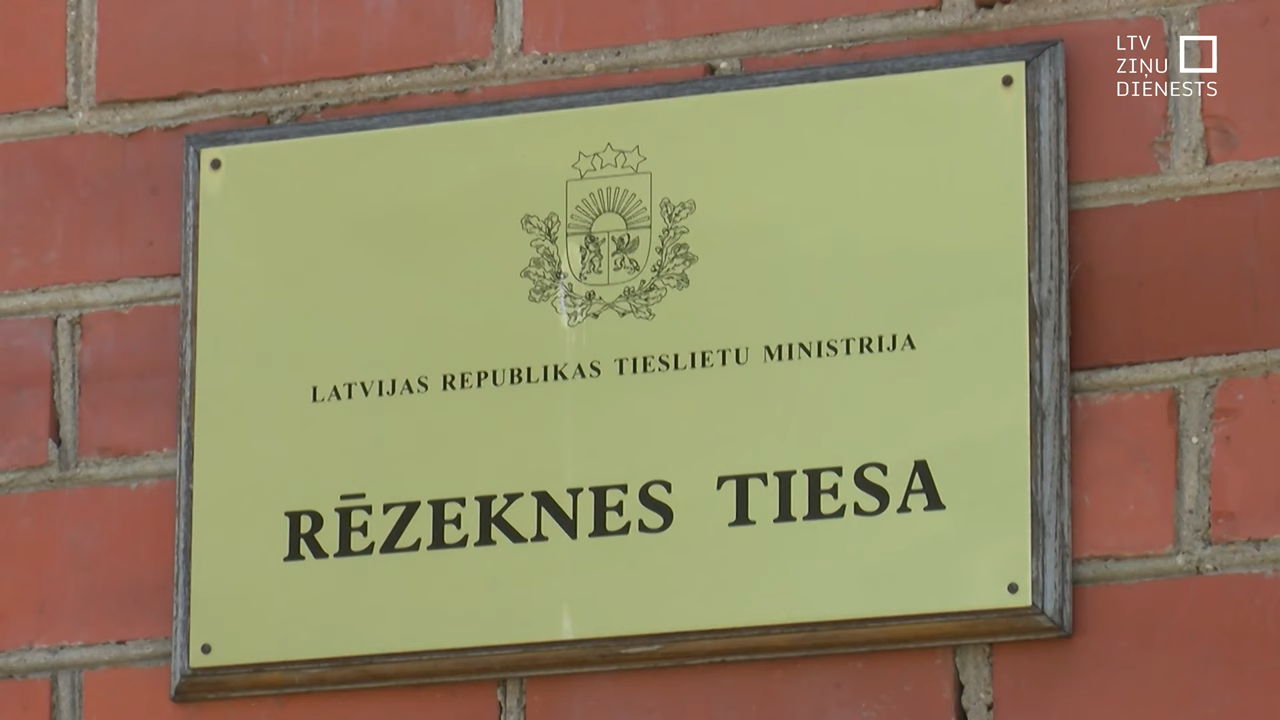 LTV
ZIŅU
DIENESTS
LATVIJAS REPUBLIKAS TIESLIETU MINISTRIJA
RĒZEKNES TIESA